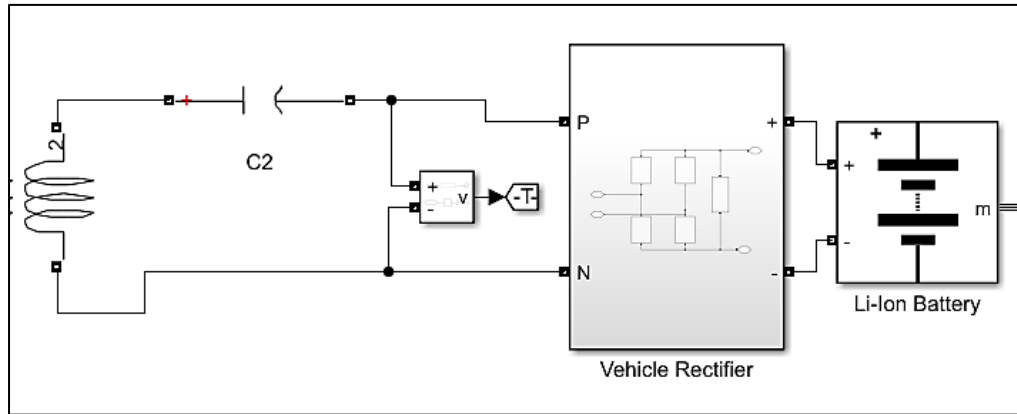 2
+
C2
+
-
v
-T-
P
N
+
-
Vehicle Rectifier
+
+
-
m
Li-Ion Battery